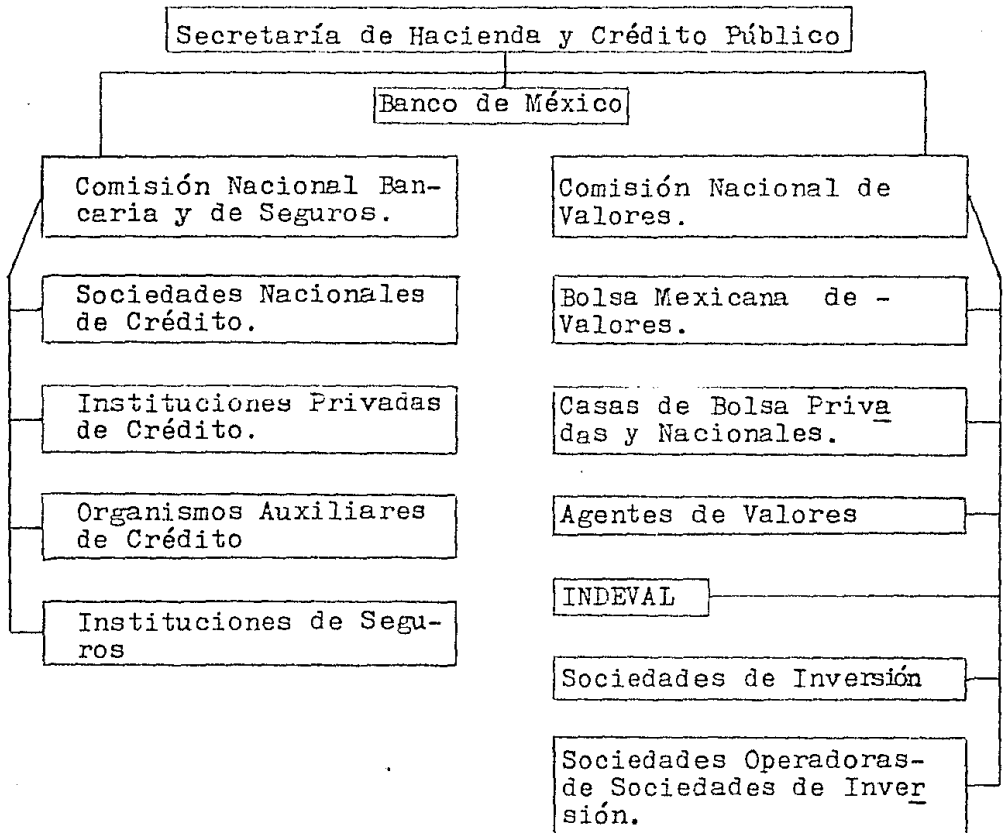 Secretaría de Hacienda y Crédito Público
Banco de México
Comisión Nacional Ban-
caria y de Seguros.
Sociedades Nacionales
de Crédito.
Instituciones Privadas
de Crédito.
Organismos Auxiliares
de Crédito
Instituciones de Segu-
ros
Comisión Nacional de
Valores.
Bolsa Mexicana de -
Valores.
Casas de Bolsa Priva
das y Nacionales.
Agentes de Valores
INDEVAL
Sociedades de Inversión
Sociedades Operadoras-
de Sociedades de Inver
sión.